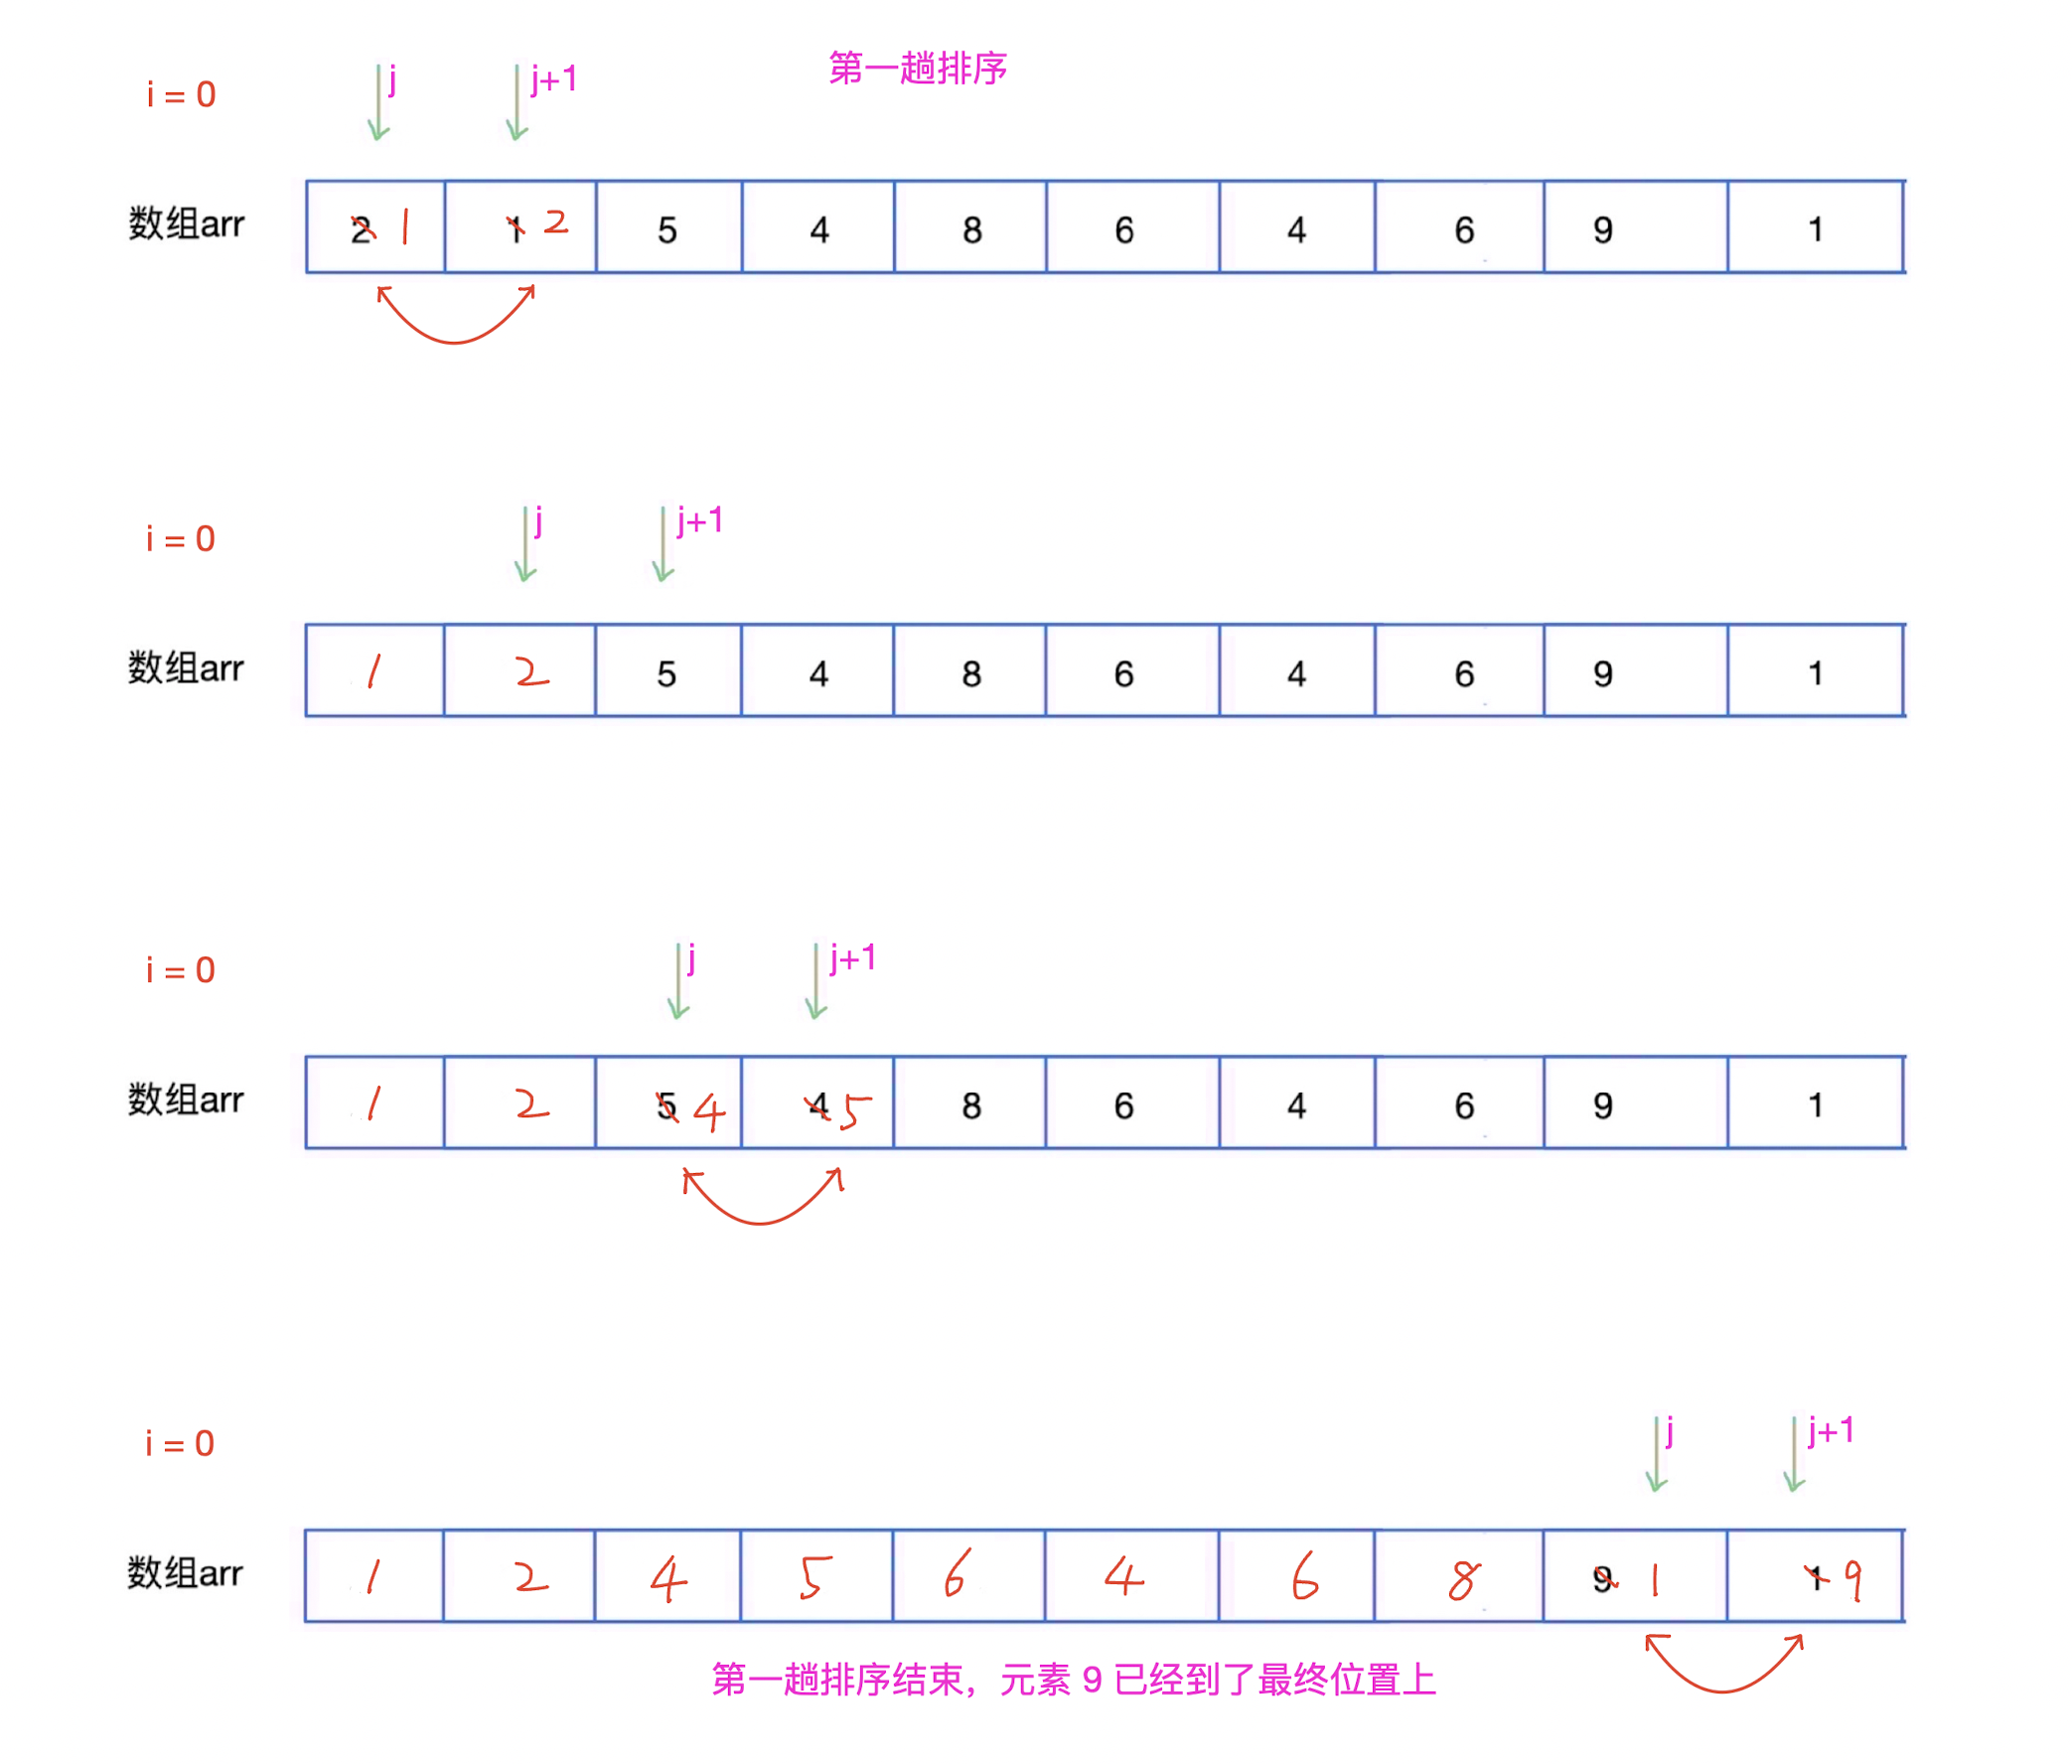 第一趟排序
i = 0 j j+1
数组arr 2 1 1 2 5 4 8 6 4 6 9 1
i = 0 j j+1
数组arr 1 2 5 4 8 6 4 6 9 1
i = 0 j j+1
数组arr 1 2 5 4 4 5 8 6 4 6 9 1
i = 0 j j+1
数组arr 1 2 4 5 6 4 6 8 9 1 1 9
第一趟排序结束，元素 9 已经到了最终位置上